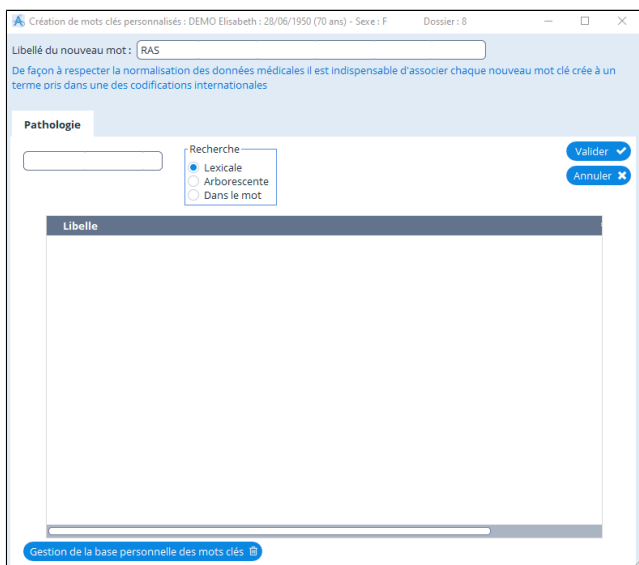 Création de mots clés personnalisés : DEMO Elisabeth : 28/06/1950 (70 ans) - Sexe : F Dossier : 8
Libellé du nouveau mot : RAS
De façon à respecter la normalisation des données médicales il est indispensable d'associer chaque nouveau mot clé crée à un
terme pris dans une des codifications internationales
Pathologie
Recherche
Lexicale
Arborescente
Dans le mot
Valider
Annuler
Libelle
Gestion de la base personnelle des mots clés